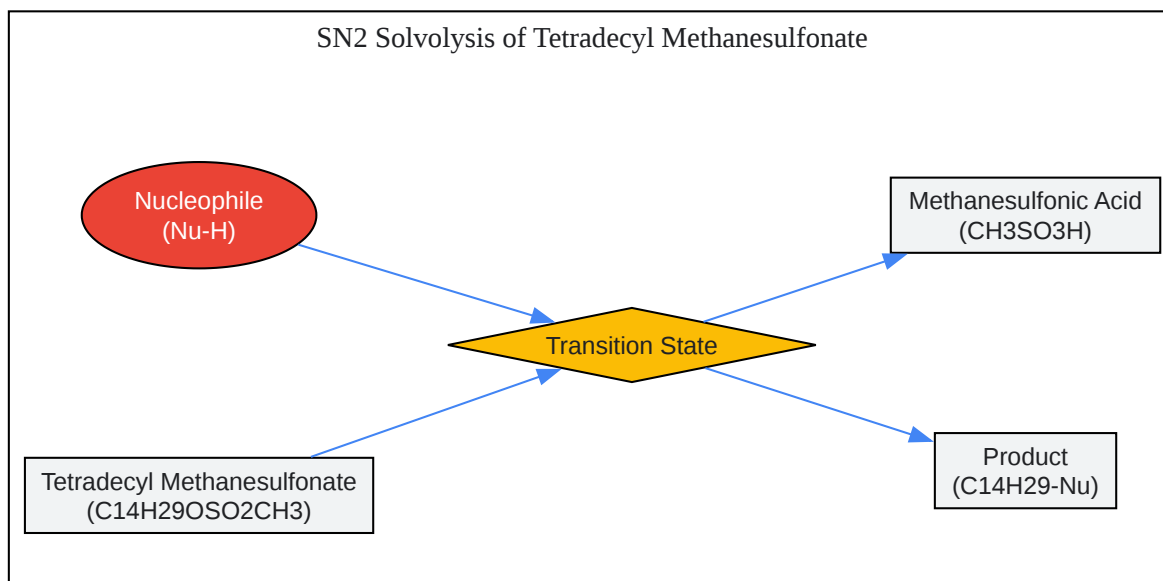 SN2 Solvolysis of Tetradecyl Methanesulfonate
Nucleophile
(Nu-H)
Methanesulfonic Acid
(CH3SO3H)
Transition State
Tetradecyl Methanesulfonate
(C14H29OSO2CH3)
Product
(C14H29-Nu)